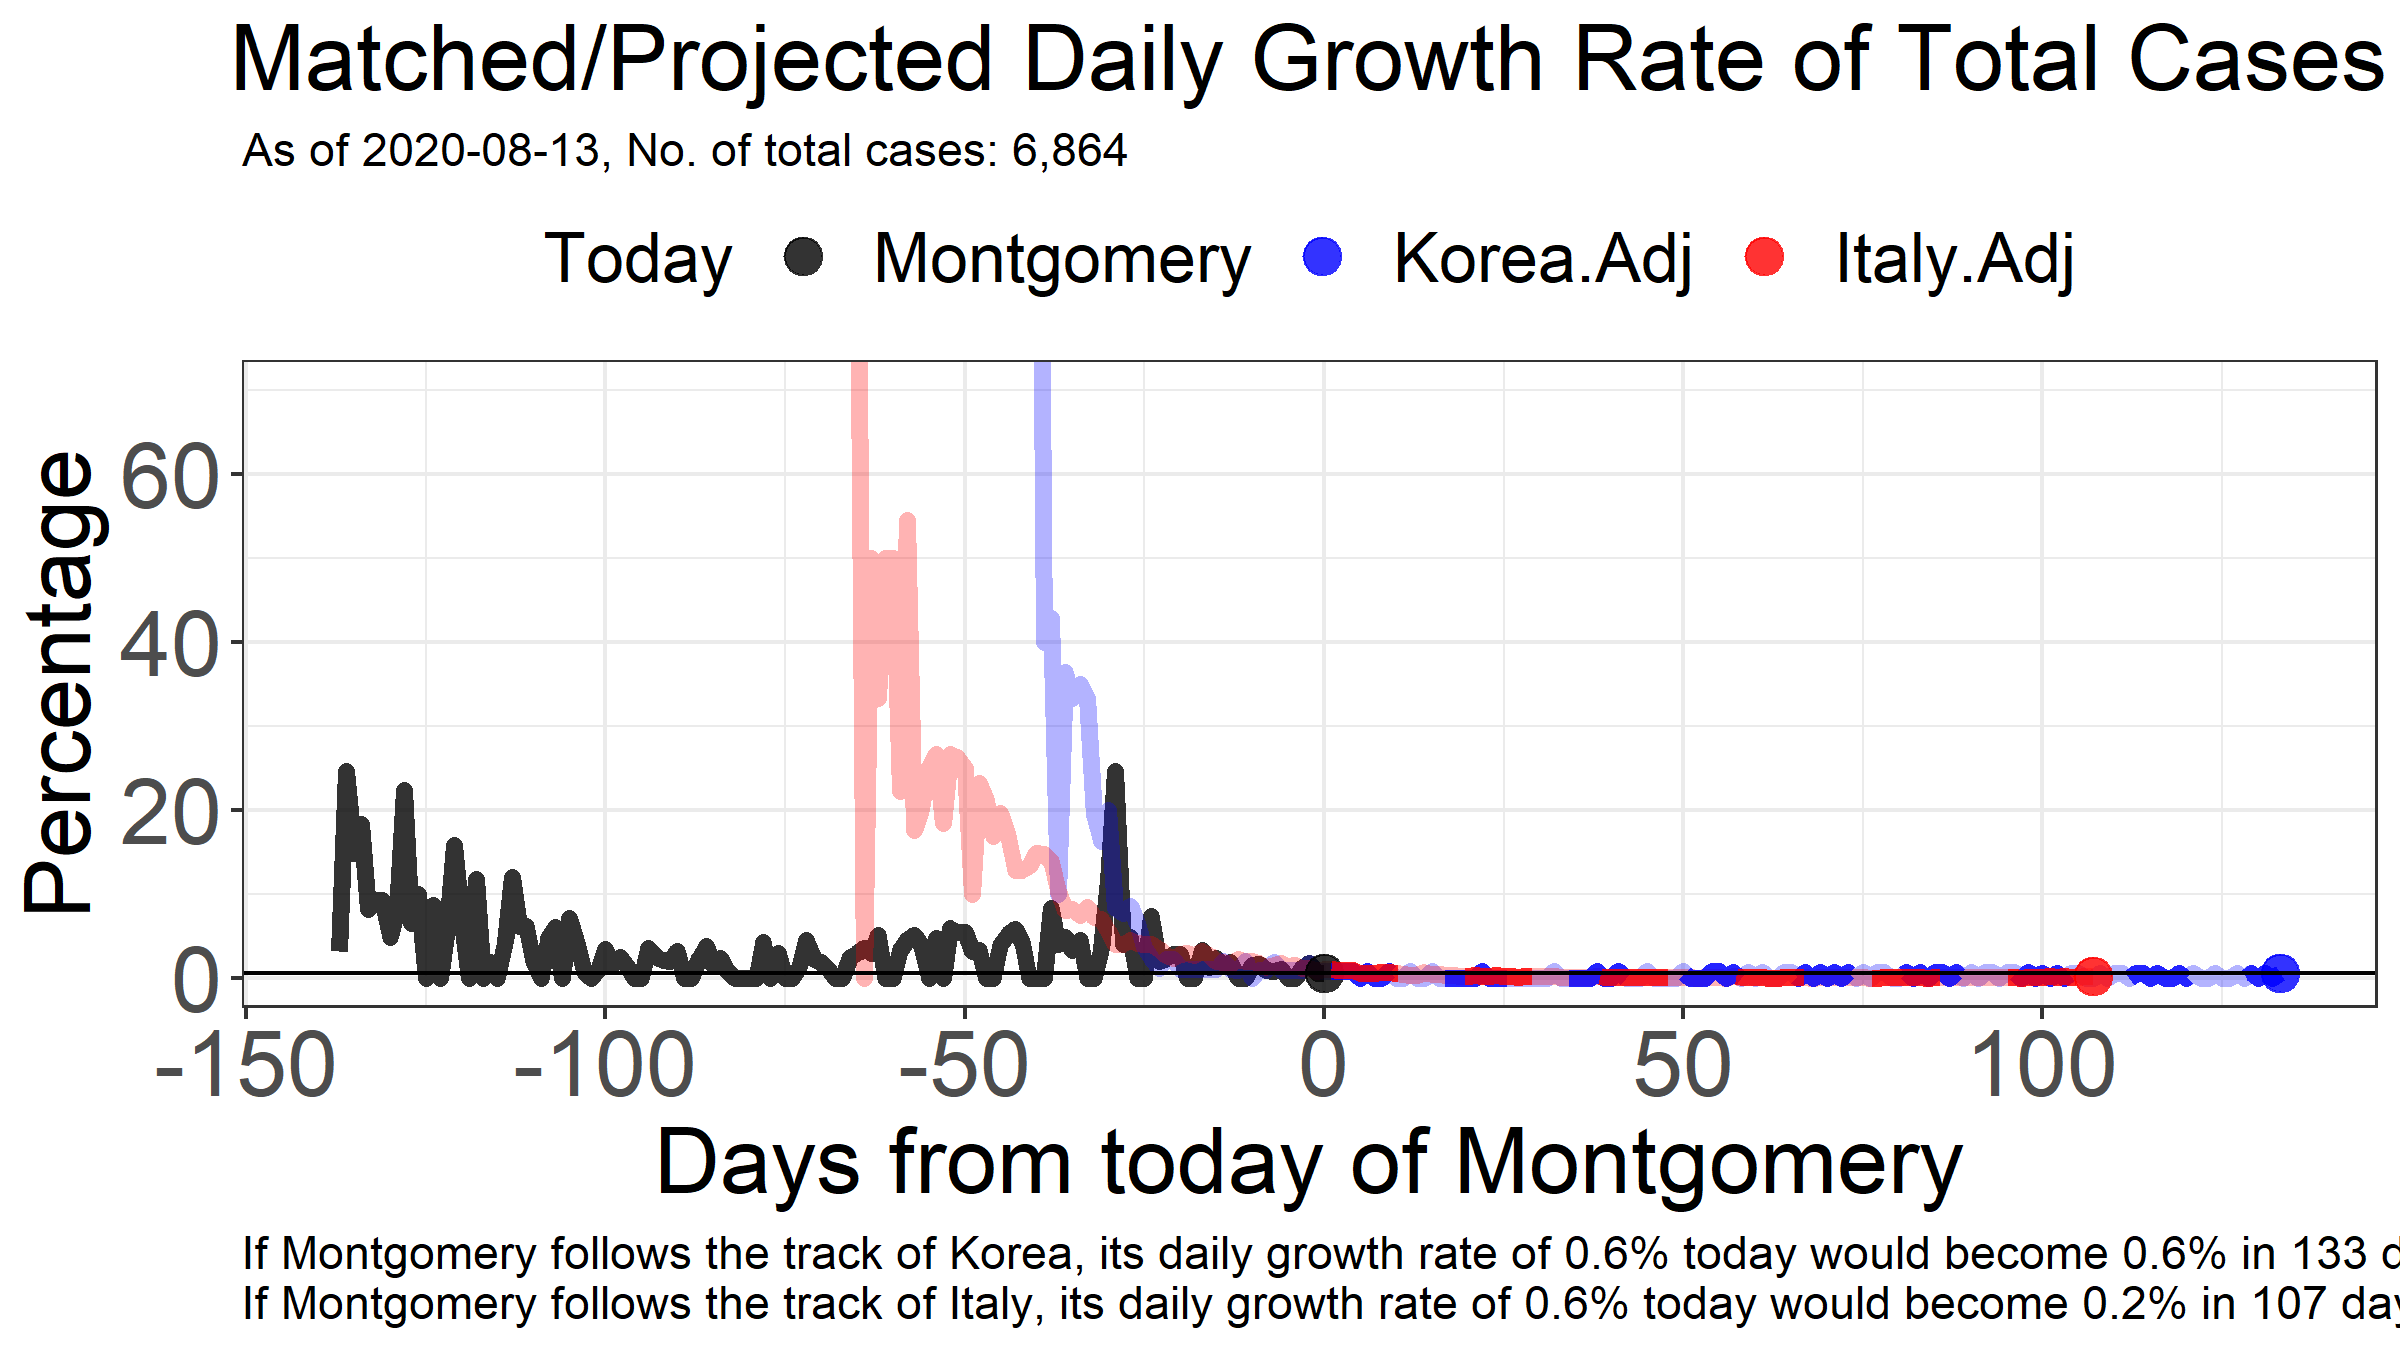 Matched/Projected Daily Growth Rate of Total Cases
As of 2020-08-13, No. of total cases: 6,864
Today Montgomery Korea.Adj Italy.Adj
Percentage
60
40
20
0
-150 -100 -50 0 50 100
Days from today of Montgomery
If Montgomery follows the track of Korea, its daily growth rate of 0.6% today would become 0.6% in 133
If Montgomery follows the track of Italy, its daily growth rate of 0.6% today would become 0.2% in 107